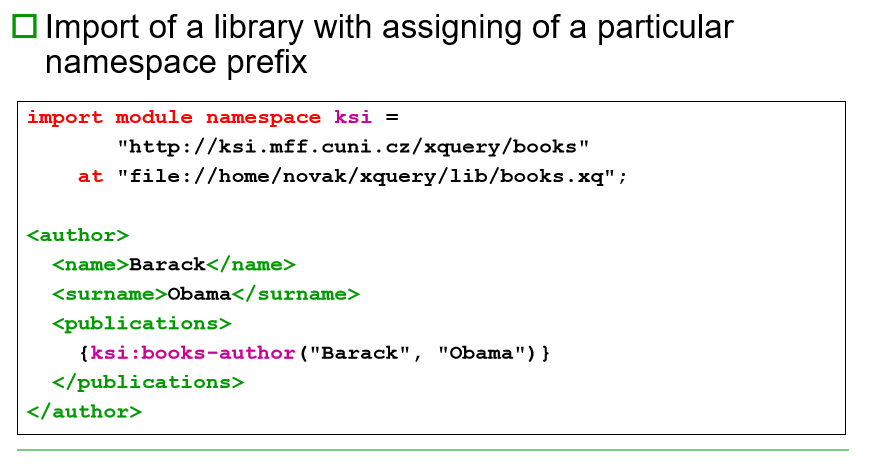 Import of a library with assigning of a particular
namespace prefix
import module namespace ksi =
"http://ksi.mff.cuni.cz/xquery/books"
at "file://home/novak/xquery/lib/books.xq";
<author>
<name>Barack</name>
<surname>Obama</surname>
<publications>
{ksi:books-author("Barack", "Obama")}
</publications>
</author>